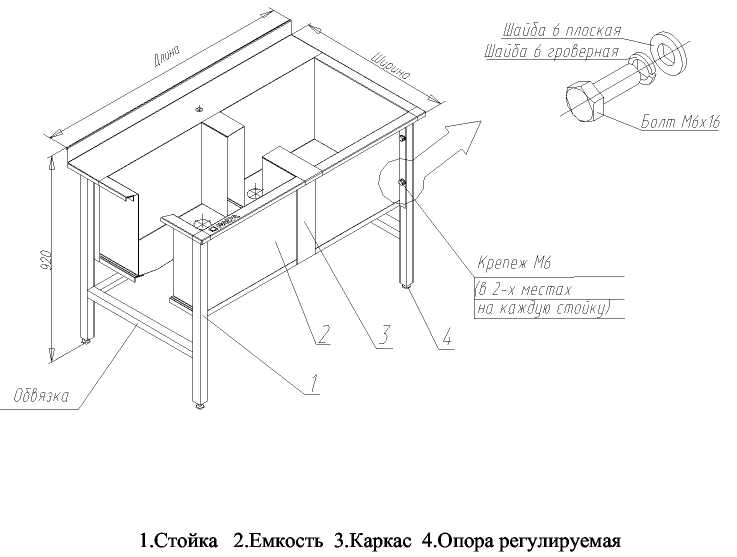 Шайба 6 плоская
Шайба 6 гроверная
Болт М6х16
Длина
Ширина
920
Крепеж М6
(в 2-х местах
на каждую стойку)
2
3
4
1
Обвязка
1.Стойка 2.Емкость 3.Каркас 4.Опора регулируемая